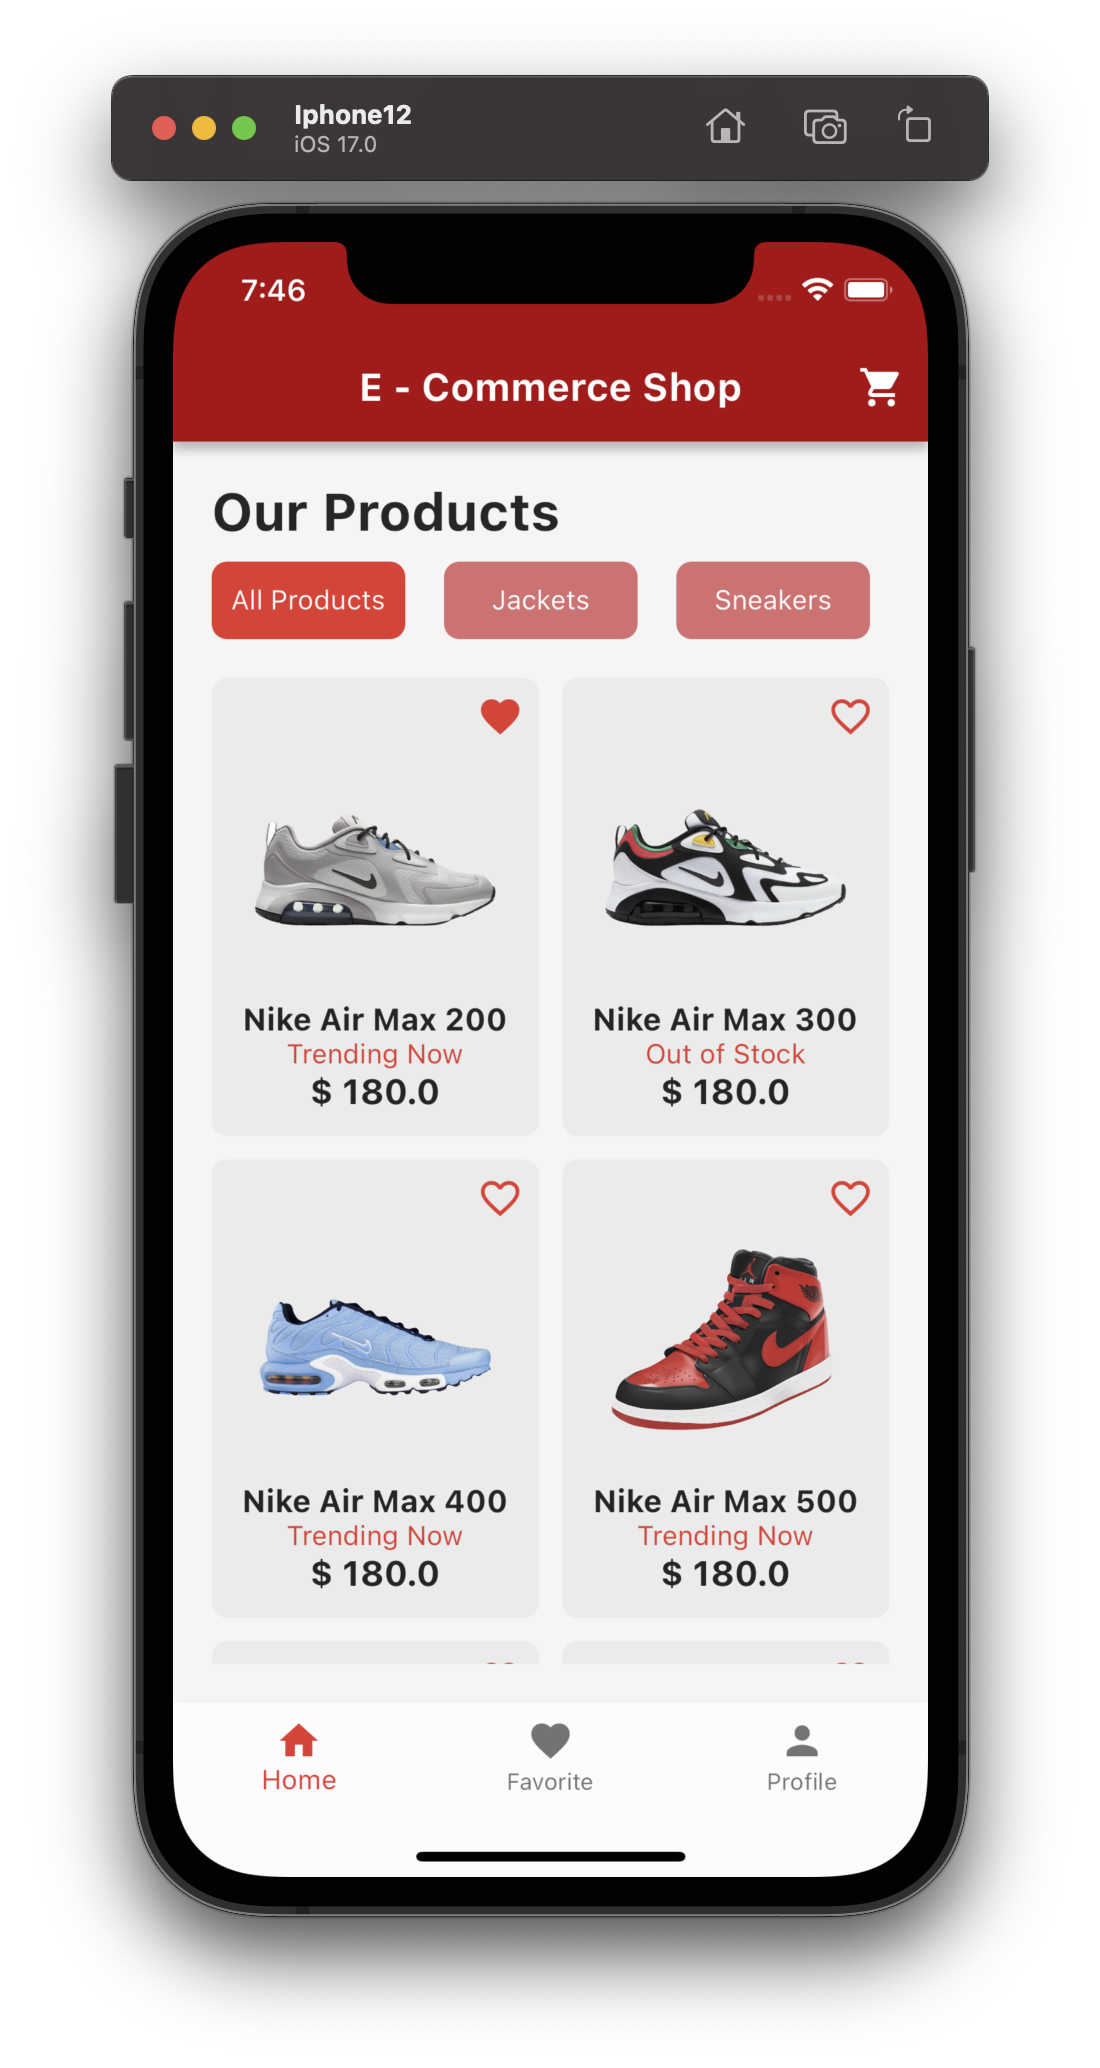 Iphone12
iOS 17.0
7:46
E - Commerce Shop
Our Products
All Products
Jackets
Sneakers
Nike Air Max 200
Trending Now
$ 180.0
Nike Air Max 300
Out of Stock
$ 180.0
Nike Air Max 400
Trending Now
$ 180.0
Nike Air Max 500
Trending Now
$ 180.0
Home
Favorite
Profile